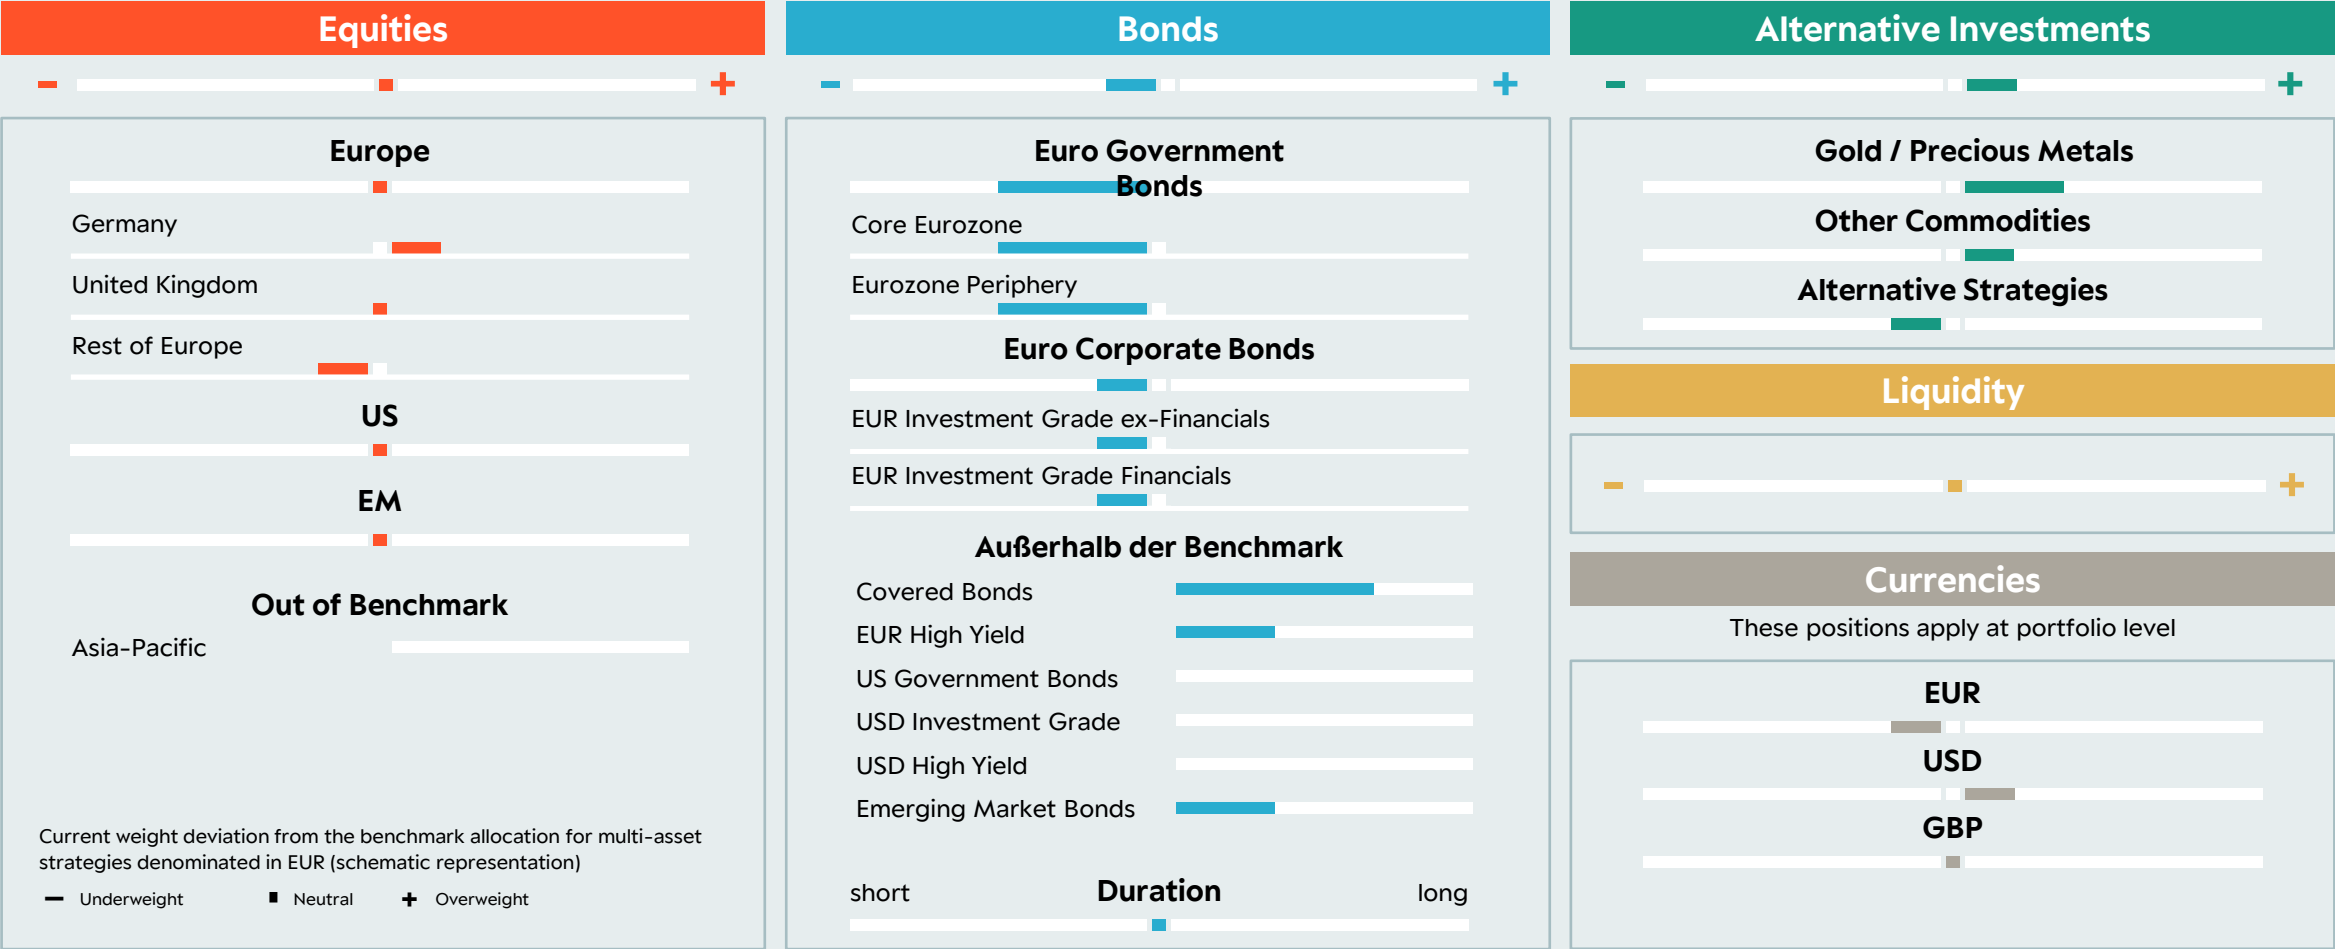 Equities
Europe
Germany
United Kingdom
Rest of Europe
US
EM
Out of Benchmark
Asia-Pacific
Current weight deviation from the benchmark allocation for multi-asset
strategies denominated in EUR (schematic representation)
Underweight
Neutral
Overweight
Bonds
Euro Government
Bonds
Core Eurozone
Eurozone Periphery
Euro Corporate Bonds
EUR Investment Grade ex-Financials
EUR Investment Grade Financials
Außerhalb der Benchmark
Covered Bonds
EUR High Yield
US Government Bonds
USD Investment Grade
USD High Yield
Emerging Market Bonds
short Duration long
Alternative Investments
Gold / Precious Metals
Other Commodities
Alternative Strategies
Liquidity
Currencies
These positions apply at portfolio level
EUR
USD
GBP